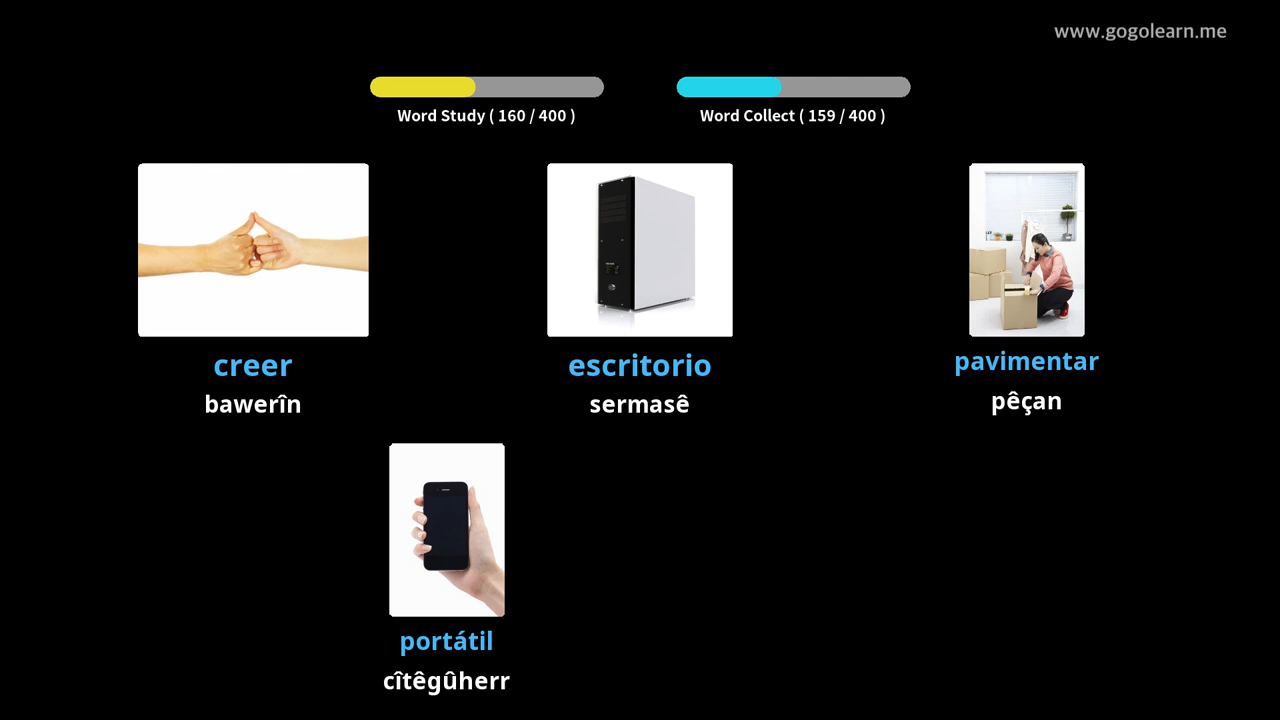 www.gogolearn.me
Word Study ( 160 / 400 )
Word Collect ( 159 / 400 )
creer
bawerîn
escritorio
sermasê
pavimentar
pêçan
portátil
cîtêgûherr